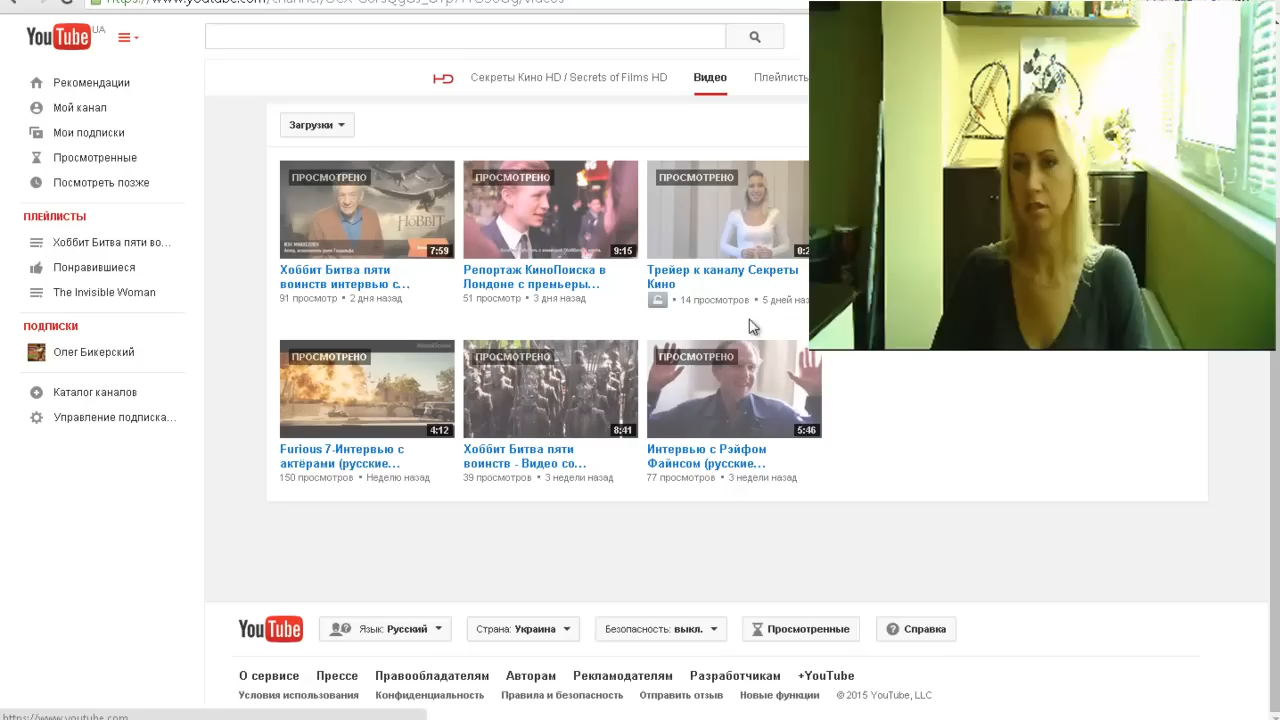 YouTube UA
Рекомендации
Мой канал
Мои подписки
Просмотренные
Посмотреть позже
ПЛЕЙЛИСТЫ
Хоббит Битва пяти во...
Понравившиеся
The Invisible Woman
ПОДПИСКИ
Олег Бикерский
Каталог каналов
Управление подписка...
HD Секреты Кино HD / Secrets of Films HD Видео Плейлисты
Загрузки
ПРОСМОТРЕНО
HOBBIT
7:59
Хоббит Битва пяти
воинств интервью с...
91 просмотр • 2 дня назад
ПРОСМОТРЕНО
9:15
Репортаж КиноПоиска в
Лондоне с премьеры...
51 просмотр • 3 дня назад
ПРОСМОТРЕНО
0:2
Трейер к каналу Секреты
Кино
• 14 просмотров • 5 дней наз
ПРОСМОТРЕНО
4:12
Furious 7-Интервью с
актёрами (русские...
150 просмотров • Неделю назад
ПРОСМОТРЕНО
8:41
Хоббит Битва пяти
воинств - Видео со...
39 просмотров • 3 недели назад
ПРОСМОТРЕНО
5:46
Интервью с Рэйфом
Файнсом (русские...
77 просмотров • 3 недели назад
YouTube Язык: Русский Страна: Украина Безопасность: выкл. Просмотренные Справка
О сервисе Прессе Правообладателям Авторам Рекламодателям Разработчикам +YouTube
Условия использования Конфиденциальность Правила и безопасность Отправить отзыв Новые функции © 2015 YouTube, LLC
https://www.youtube.com